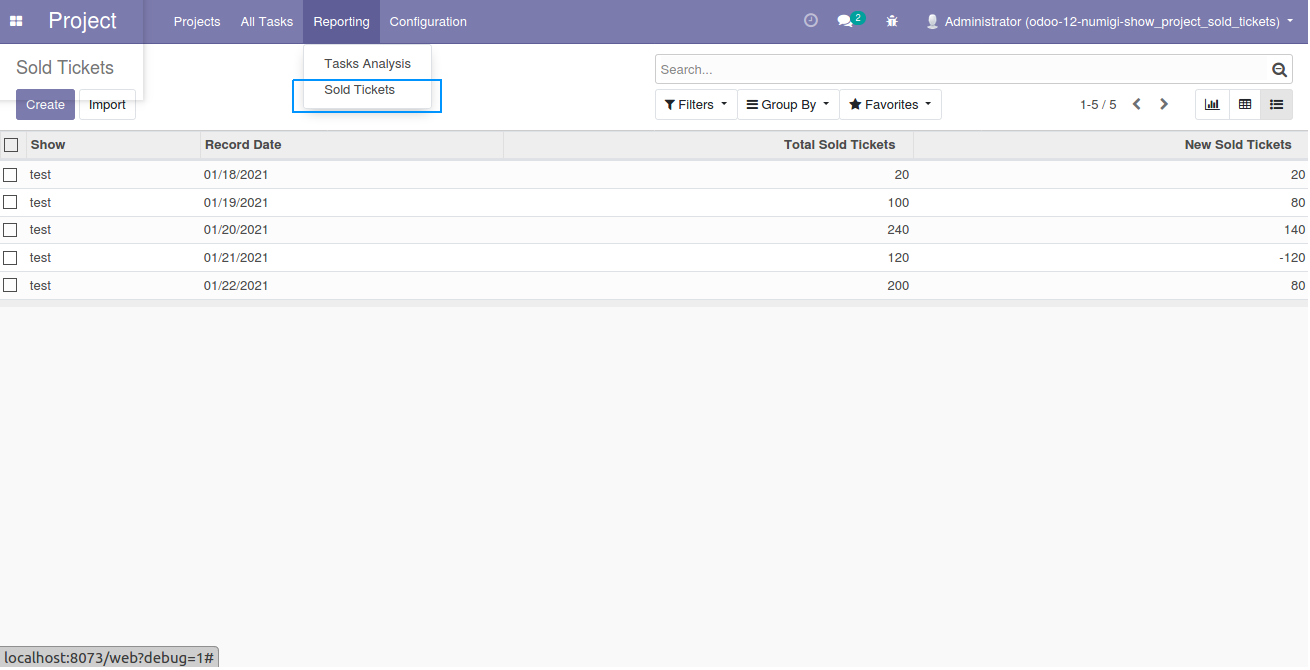 Project Projects All Tasks Reporting Configuration 2 Administrator (odoo-12-numigi-show_project_sold_tickets)
Sold Tickets
Tasks Analysis
Sold Tickets
Search...
Create Import
Filters Group By Favorites 1-5 / 5
Show Record Date Total Sold Tickets New Sold Tickets
test 01/18/2021 20 20
test 01/19/2021 100 80
test 01/20/2021 240 140
test 01/21/2021 120 -120
test 01/22/2021 200 80
localhost:8073/web?debug=1#